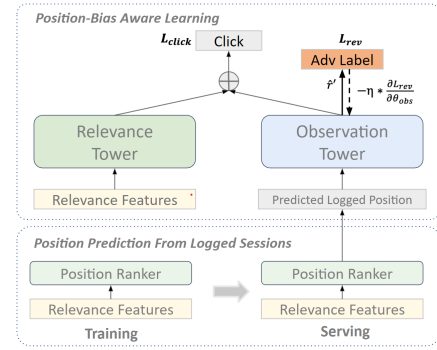 Position-Bias Aware Learning
L_click Click
L_rev
Adv Label
r̂′ −η * ∂L_rev / ∂θ_obs
Relevance Tower
Observation Tower
Relevance Features
Predicted Logged Position
Position Prediction From Logged Sessions
Position Ranker
Position Ranker
Relevance Features
Relevance Features
Training
Serving